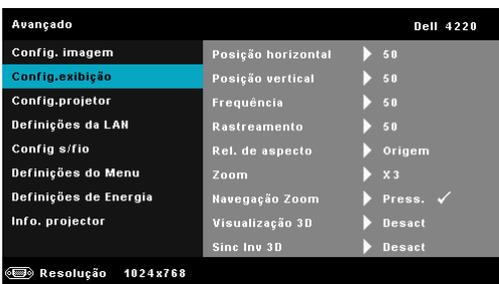 Avançado Dell 4220
Config. imagem Posição horizontal 50
Config.exibição Posição vertical 50
Config.projetor Frequência 50
Definições da LAN Rastreamento 50
Config s/fio Rel. de aspecto Origem
Definições do Menu Zoom X3
Definições de Energia Navegação Zoom Press.
Info. projector Visualização 3D Desact
Sinc Inv 3D Desact
Resolução 1024x768